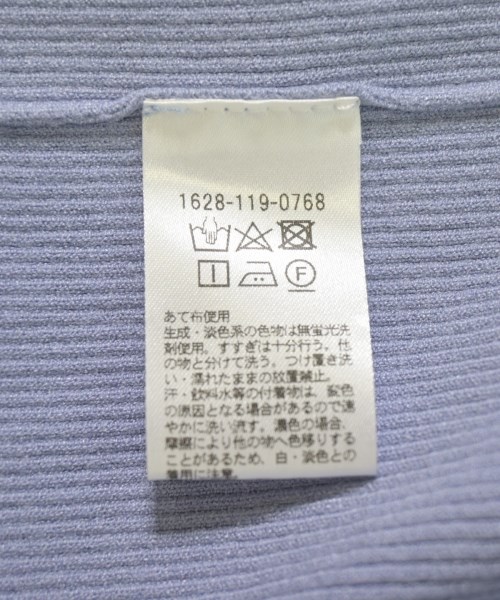 1628-119-0768
F
あて布使用
生成・淡色系の色物は無蛍光洗
剤使用。すすぎは十分行う。他
の物と分けて洗う。つけ置き洗
い・濡れたままの放置禁止。
汗・飲料水等の付着物は、変色
の原因となる場合があるので速
やかに洗い流す。濃色の場合、
摩擦により他の物へ色移りする
ことがあるため、白・淡色との
着用に注意。